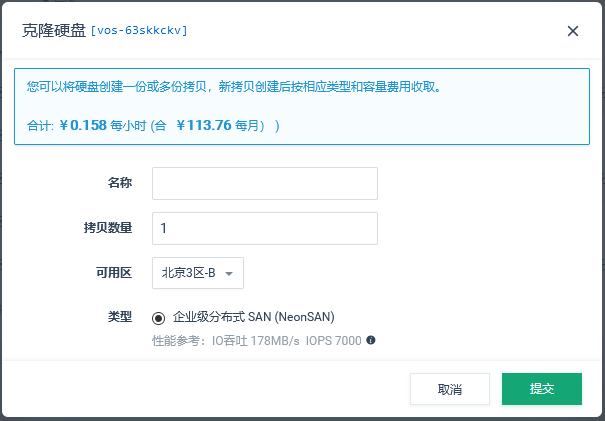 克隆硬盘 [vos-63skkckv]
您可以将硬盘创建一份或多份拷贝，新拷贝创建后按相应类型和容量费用收取。
合计: ￥0.158 每小时 (合 ￥113.76 每月） )
名称
拷贝数量 1
可用区 北京3区-B
类型 企业级分布式 SAN (NeonSAN)
性能参考：IO吞吐 178MB/s IOPS 7000
取消 提交